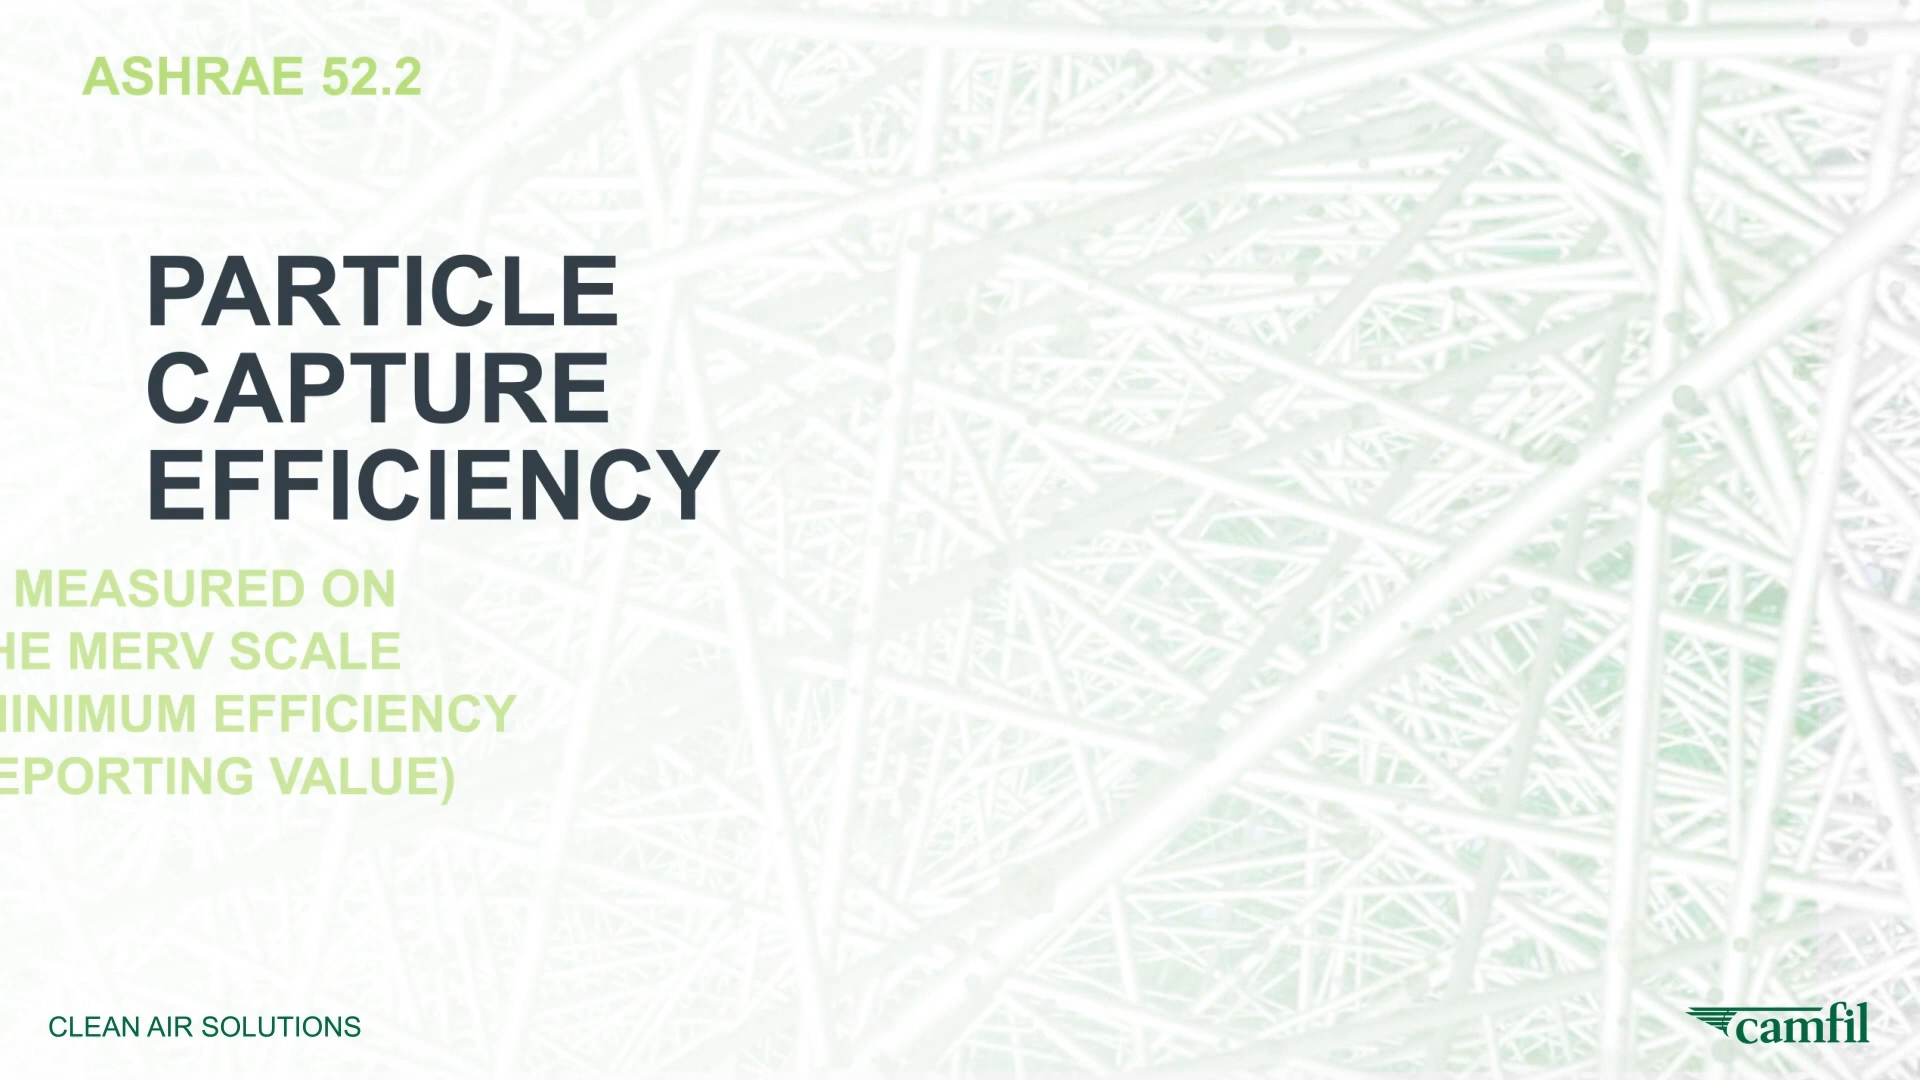 ASHRAE 52.2
PARTICLE
CAPTURE
EFFICIENCY
MEASURED ON
HE MERV SCALE
INIMUM EFFICIENCY
EPORTING VALUE)
CLEAN AIR SOLUTIONS
camfil